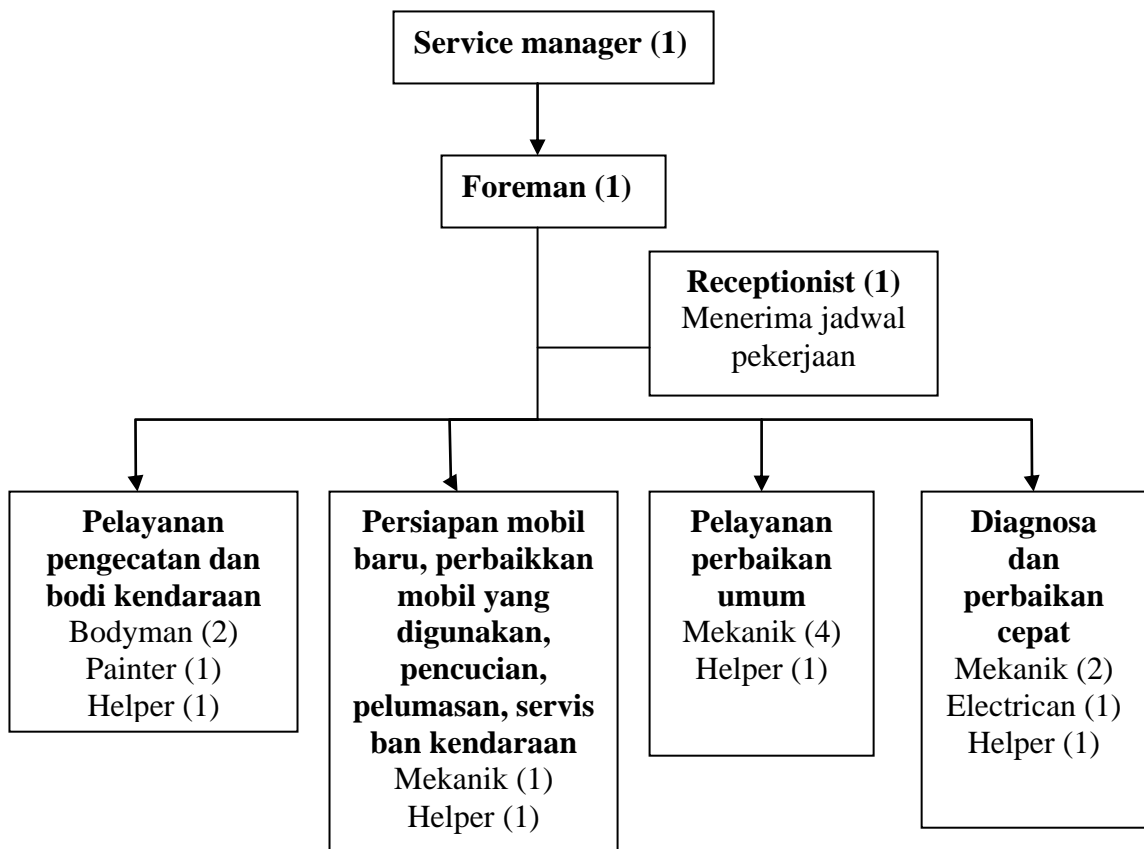 Service manager (1)
Foreman (1)
Receptionist (1)
Menerima jadwal
pekerjaan
Pelayanan
pengecatan dan
bodi kendaraan
Bodyman (2)
Painter (1)
Helper (1)
Persiapan mobil
baru, perbaikkan
mobil yang
digunakan,
pencucian,
pelumasan, servis
ban kendaraan
Mekanik (1)
Helper (1)
Pelayanan
perbaikan
umum
Mekanik (4)
Helper (1)
Diagnosa
dan
perbaikan
cepat
Mekanik (2)
Electrican (1)
Helper (1)